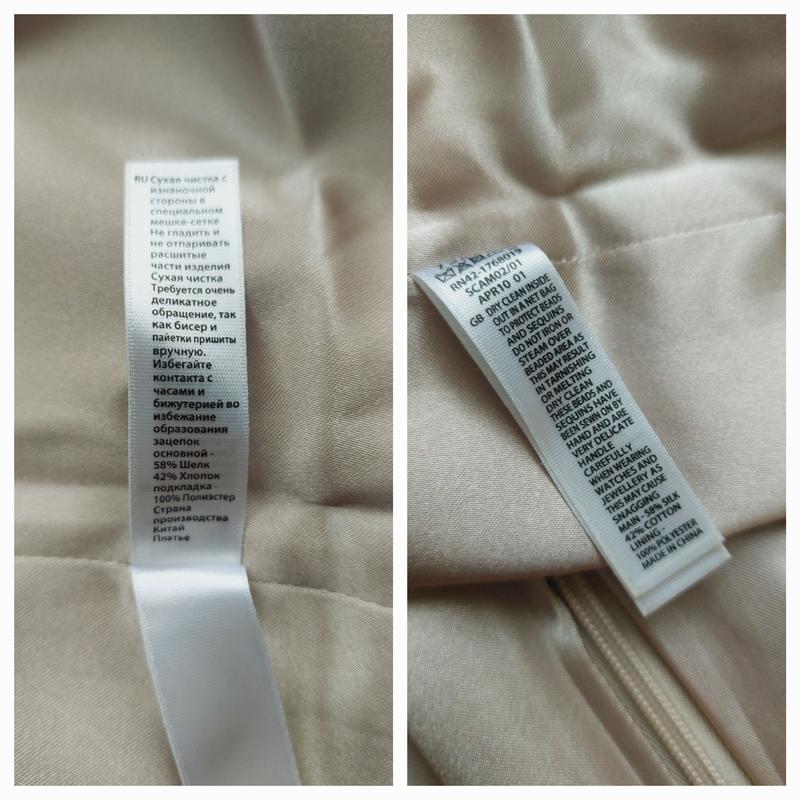 RU Сухая чистка с
изнаночной
стороны в
специальном
мешке-сетке
Не гладить и
не отпаривать
расшитые
части изделия
Сухая чистка
Требуется очень
деликатное
обращение, так
как бисер и
пайетки пришиты
вручную.
Избегайте
контакта с
часами и
бижутерией во
избежание
образования
зацепок
основной -
58% Шелк
42% Хлопок
подкладка -
100% Полиэстер
Страна
производства
Китай
Платье
RN42-1768019
SCAM02/01
APR10 01
GB DRY CLEAN INSIDE
OUT IN A NET BAG
TO PROTECT BEADS
AND SEQUINS
DO NOT IRON OR
STEAM OVER
BEADED AREA AS
THIS MAY RESULT
IN TARNISHING
OR MELTING
DRY CLEAN
THESE BEADS AND
SEQUINS HAVE
BEEN SEWN ON BY
HAND AND ARE
VERY DELICATE
HANDLE
CAREFULLY
WHEN WEARING
WATCHES AND
JEWELLERY AS
THIS MAY CAUSE
SNAGGING
MAIN - 58% SILK
42% COTTON
LINING -
100% POLYESTER
MADE IN CHINA